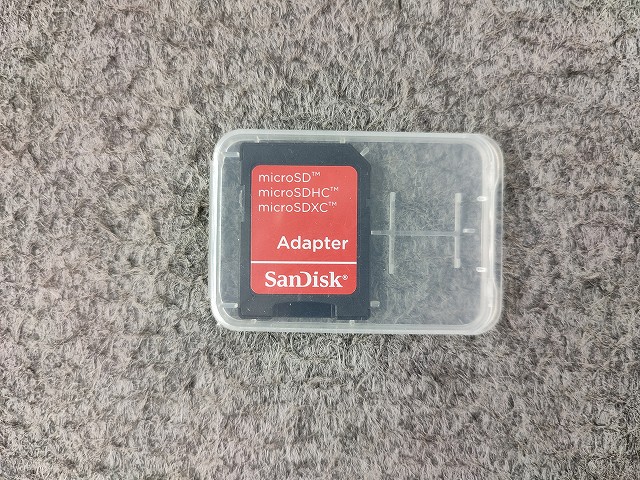 microSD™
microSDHC™
microSDXC™
Adapter
SanDisk®